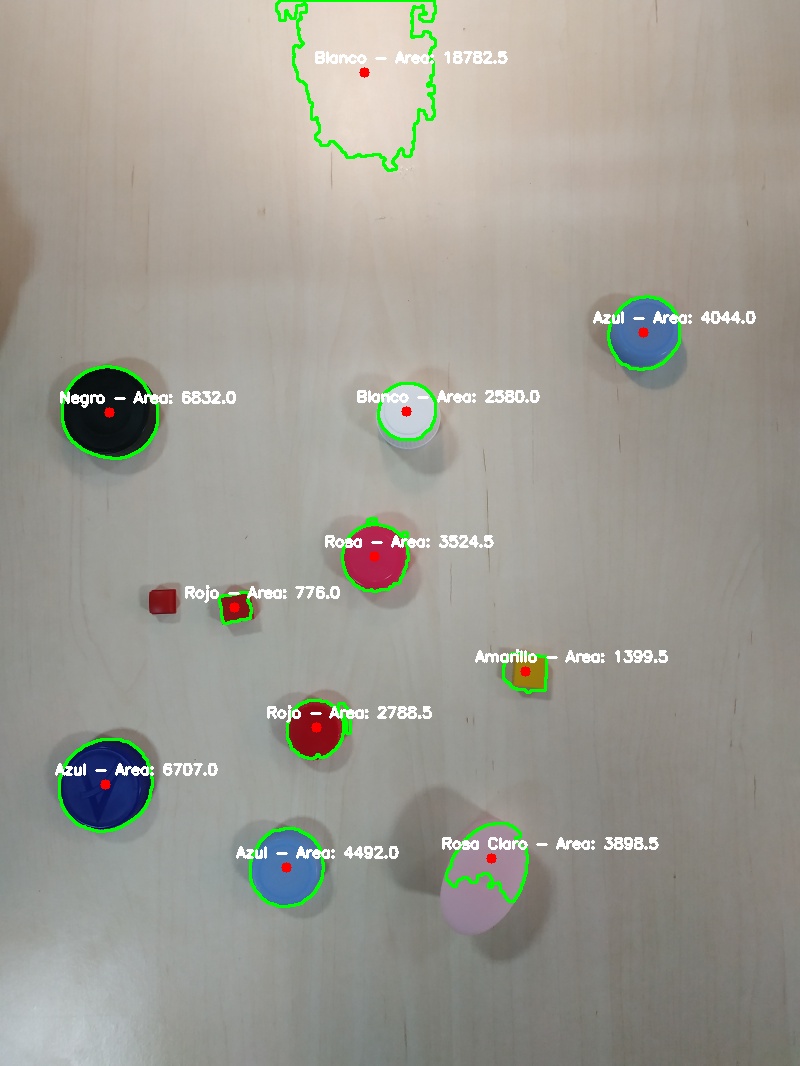 Blanco - Area: 18782.5
Azul - Area: 4044.0
Negro - Area: 6832.0
Blanco - Area: 2580.0
Rosa - Area: 3524.5
Rojo - Area: 776.0
Amarillo - Area: 1399.5
Rojo - Area: 2788.5
Azul - Area: 6707.0
Rosa Claro - Area: 3898.5
Azul - Area: 4492.0